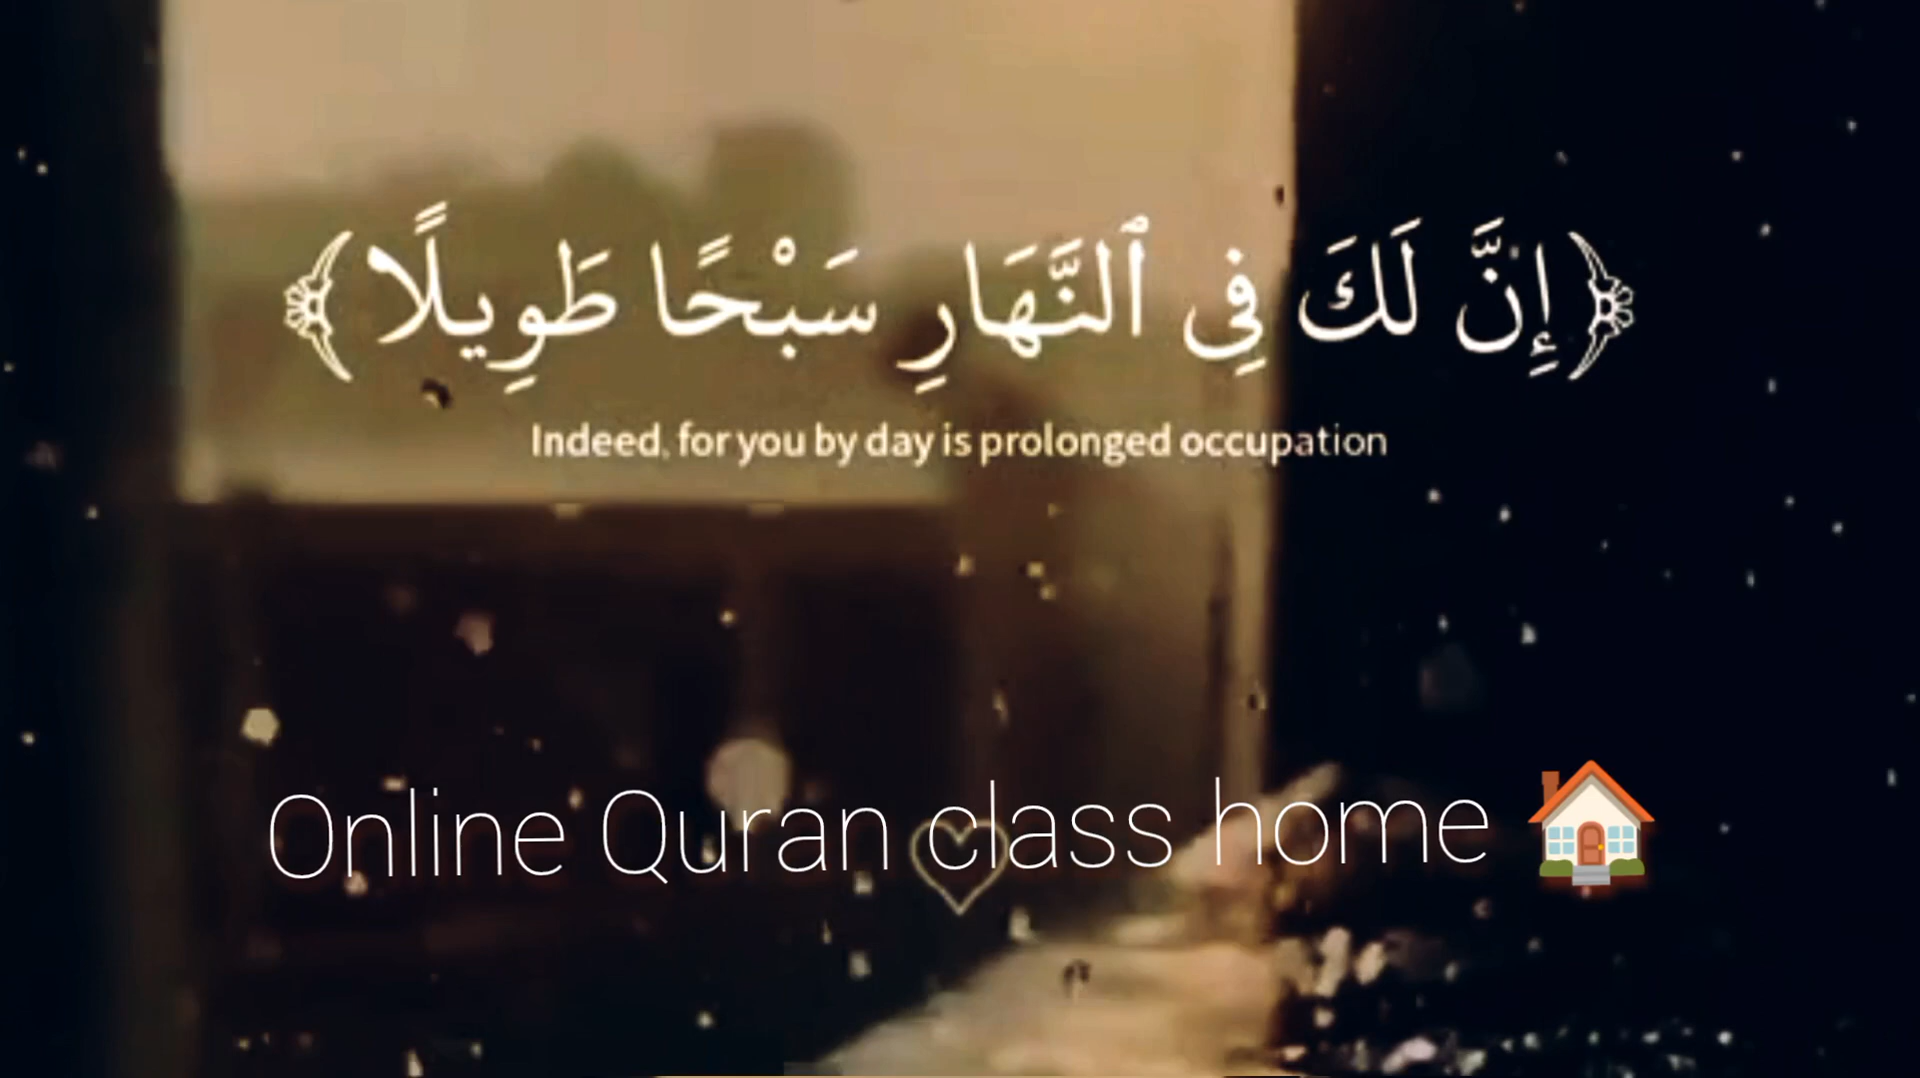 ﴿إِنَّ لَكَ فِى ٱلنَّهَارِ سَبْحًا طَوِيلًا﴾
Indeed, for you by day is prolonged occupation
Online Quran class home 🏠